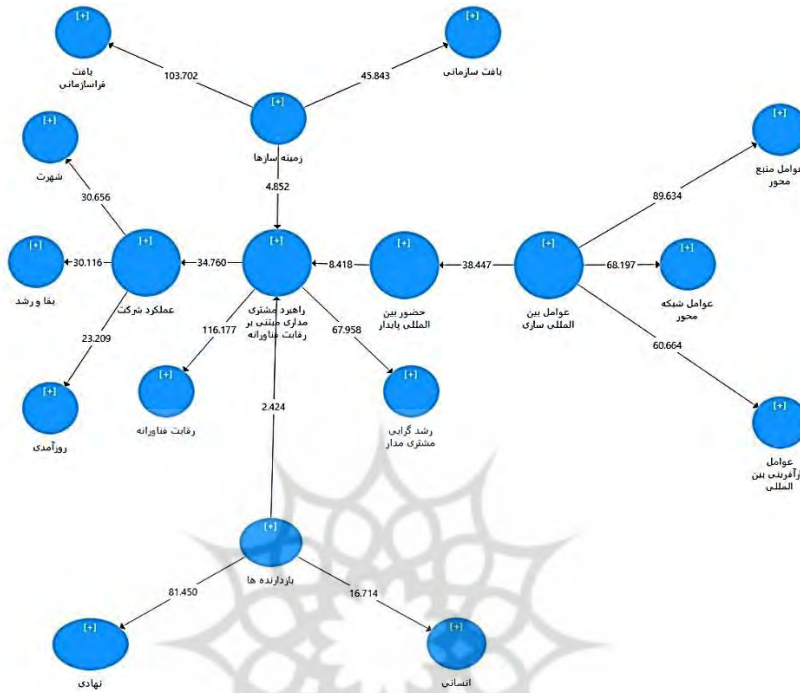 [+]
[+]
بافت
فراسازمانی
بافت سازمانی
103.702
45.843
[+]
زمینه سازها
[+]
شهرت
[+]
عوامل منبع
محور
4.852
30.656
89.634
[+]
بقا و رشد
30.116
[+]
عملکرد شرکت
34.760
[+]
راهبرد مشتری
مداری مبتنی بر
رقابت فناورانه
8.418
[+]
حضور بین
المللی پایدار
38.447
[+]
عوامل بین
المللی سازی
68.197
[+]
عوامل شبکه
محور
23.209
116.177
67.958
60.664
[+]
روزآمدی
[+]
رقابت فناورانه
[+]
رشد گرایی
مشتری مدار
[+]
عوامل
کارآفرینی بین
المللی
2.424
[+]
بازدارنده ها
81.450
16.714
[+]
نهادی
[+]
انسانی